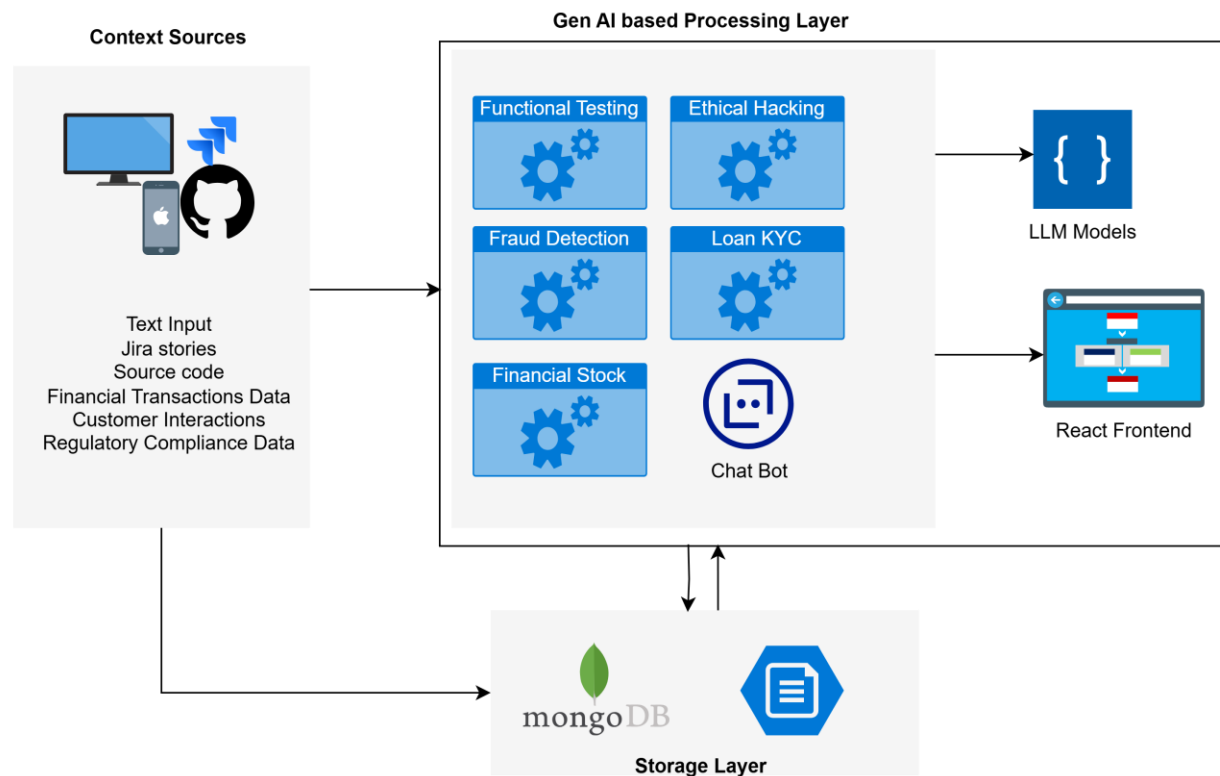 Context Sources
Text Input
Jira stories
Source code
Financial Transactions Data
Customer Interactions
Regulatory Compliance Data
Gen AI based Processing Layer
Functional Testing
Ethical Hacking
Fraud Detection
Loan KYC
Financial Stock
Chat Bot
{ }
LLM Models
React Frontend
mongoDB
Storage Layer